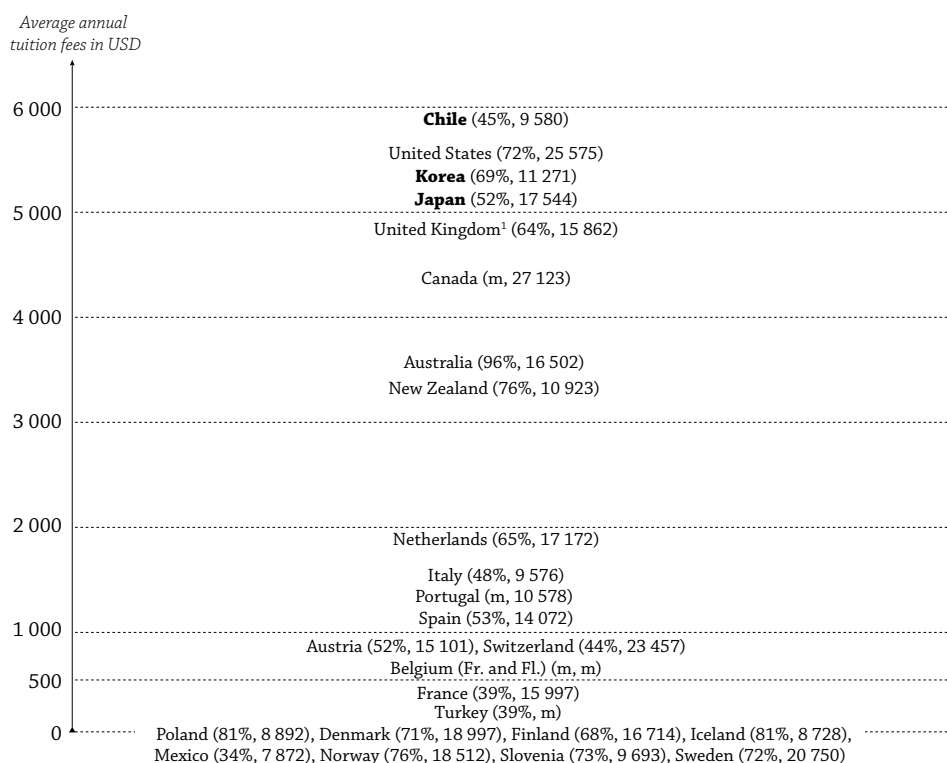 Average annual
tuition fees in USD
6 000
Chile (45%, 9 580)
United States (72%, 25 575)
Korea (69%, 11 271)
Japan (52%, 17 544)
5 000
United Kingdom¹ (64%, 15 862)
Canada (m, 27 123)
4 000
Australia (96%, 16 502)
New Zealand (76%, 10 923)
3 000
2 000
Netherlands (65%, 17 172)
Italy (48%, 9 576)
Portugal (m, 10 578)
Spain (53%, 14 072)
1 000
Austria (52%, 15 101), Switzerland (44%, 23 457)
Belgium (Fr. and Fl.) (m, m)
500
France (39%, 15 997)
Turkey (39%, m)
0
Poland (81%, 8 892), Denmark (71%, 18 997), Finland (68%, 16 714), Iceland (81%, 8 728),
Mexico (34%, 7 872), Norway (76%, 18 512), Slovenia (73%, 9 693), Sweden (72%, 20 750)